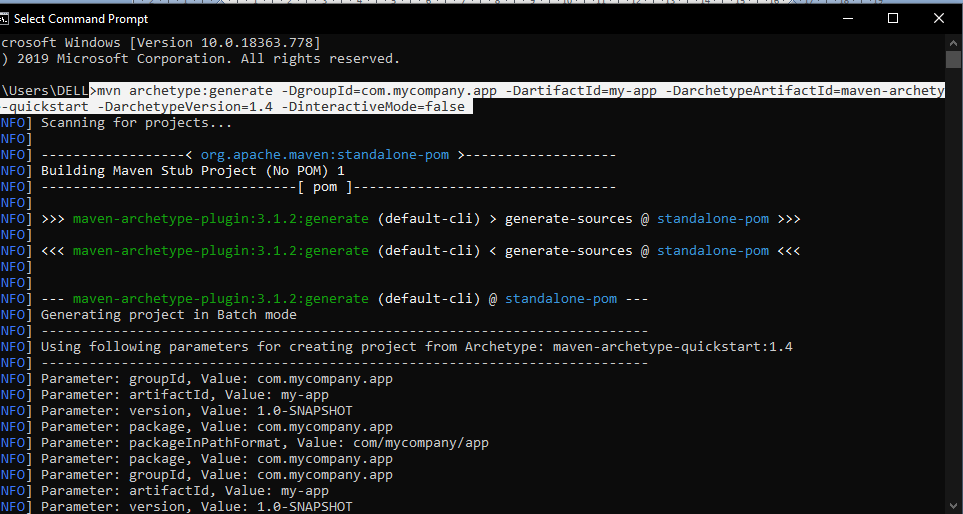 Select Command Prompt
crosoft Windows [Version 10.0.18363.778]
) 2019 Microsoft Corporation. All rights reserved.
\Users\DELL>mvn archetype:generate -DgroupId=com.mycompany.app -DartifactId=my-app -DarchetypeArtifactId=maven-archety
--quickstart -DarchetypeVersion=1.4 -DinteractiveMode=false
NFO] Scanning for projects...
NFO]
NFO] ------------------< org.apache.maven:standalone-pom >-------------------
NFO] Building Maven Stub Project (No POM) 1
NFO] --------------------------------[ pom ]---------------------------------
NFO]
NFO] >>> maven-archetype-plugin:3.1.2:generate (default-cli) > generate-sources @ standalone-pom >>>
NFO]
NFO] <<< maven-archetype-plugin:3.1.2:generate (default-cli) < generate-sources @ standalone-pom <<<
NFO]
NFO]
NFO] --- maven-archetype-plugin:3.1.2:generate (default-cli) @ standalone-pom ---
NFO] Generating project in Batch mode
NFO] ----------------------------------------------------------------------------
NFO] Using following parameters for creating project from Archetype: maven-archetype-quickstart:1.4
NFO] ----------------------------------------------------------------------------
NFO] Parameter: groupId, Value: com.mycompany.app
NFO] Parameter: artifactId, Value: my-app
NFO] Parameter: version, Value: 1.0-SNAPSHOT
NFO] Parameter: package, Value: com.mycompany.app
NFO] Parameter: packageInPathFormat, Value: com/mycompany/app
NFO] Parameter: package, Value: com.mycompany.app
NFO] Parameter: groupId, Value: com.mycompany.app
NFO] Parameter: artifactId, Value: my-app
NFO] Parameter: version, Value: 1.0-SNAPSHOT